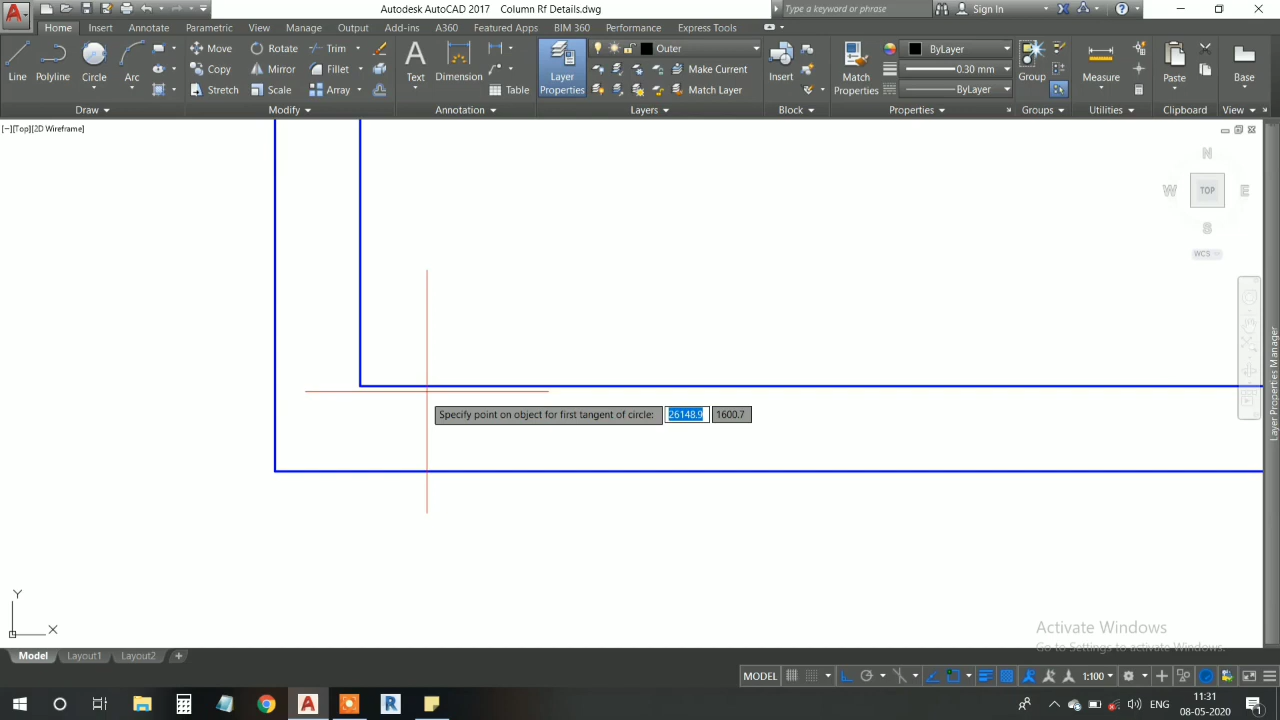 Autodesk AutoCAD 2017 Column Rf Details.dwg
Type a keyword or phrase
Sign In
Home Insert Annotate Parametric View Manage Output Add-ins A360 Featured Apps BIM 360 Performance Express Tools
Line Polyline Circle Arc
Move Rotate Trim
Copy Mirror Fillet
Stretch Scale Array
Text Dimension Table
Layer Properties
Outer
Make Current
Match Layer
Insert
Match Properties
ByLayer
0.30 mm
ByLayer
Group Measure Paste Base
Draw Modify Annotation Layers Block Properties Groups Utilities Clipboard View
[−][Top][2D Wireframe]
N
W TOP E
S
WCS
Layer Properties Manager
Specify point on object for first tangent of circle: 26148.9 1600.7
Y
X
Activate Windows
Go to Settings to activate Windows.
Model Layout1 Layout2 +
MODEL 1:100
ENG 11:31
08-05-2020
1